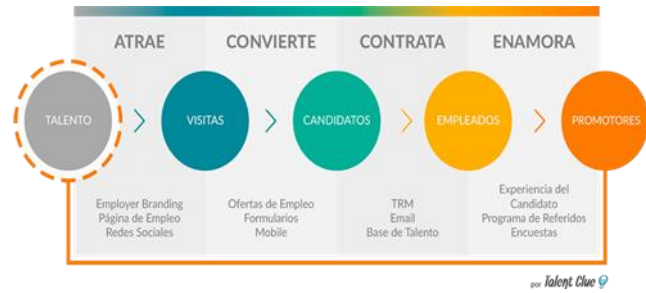 ATRAE
CONVIERTE
CONTRATA
ENAMORA
TALENTO
VISITAS
CANDIDATOS
EMPLEADOS
PROMOTORES
Employer Branding
Página de Empleo
Redes Sociales
Ofertas de Empleo
Formularios
Mobile
TRM
Email
Base de Talento
Experiencia del
Candidato
Programa de Referidos
Encuestas
por Talent Clue